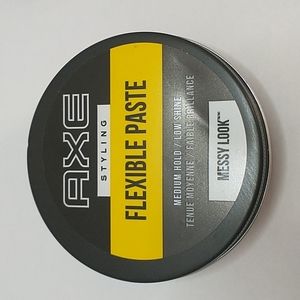 AXE
STYLING
FLEXIBLE PASTE
MEDIUM HOLD / LOW SHINE
TENUE MOYENNE / FAIBLE BRILLANCE
MESSY LOOK™